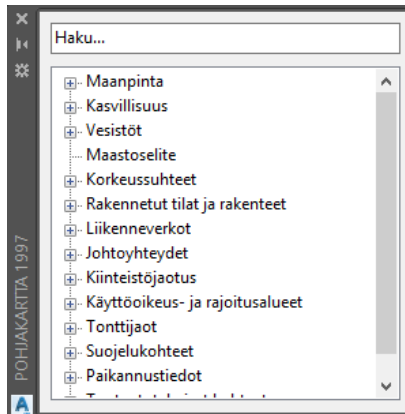 Haku...
Maanpinta
Kasvillisuus
Vesistöt
Maastoselite
Korkeussuhteet
Rakennetut tilat ja rakenteet
Liikenneverkot
Johtoyhteydet
Kiinteistöjaotus
Käyttöoikeus- ja rajoitusalueet
Tonttijaot
Suojelukohteet
Paikannustiedot
POHJAKARTTA 1997